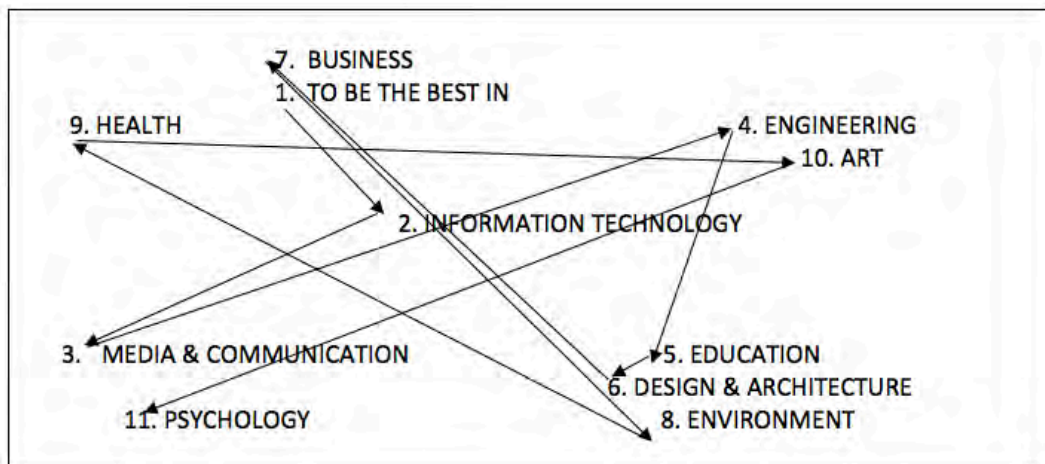 7. BUSINESS
1. TO BE THE BEST IN
9. HEALTH
4. ENGINEERING
10. ART
2. INFORMATION TECHNOLOGY
3. MEDIA & COMMUNICATION
5. EDUCATION
6. DESIGN & ARCHITECTURE
11. PSYCHOLOGY
8. ENVIRONMENT